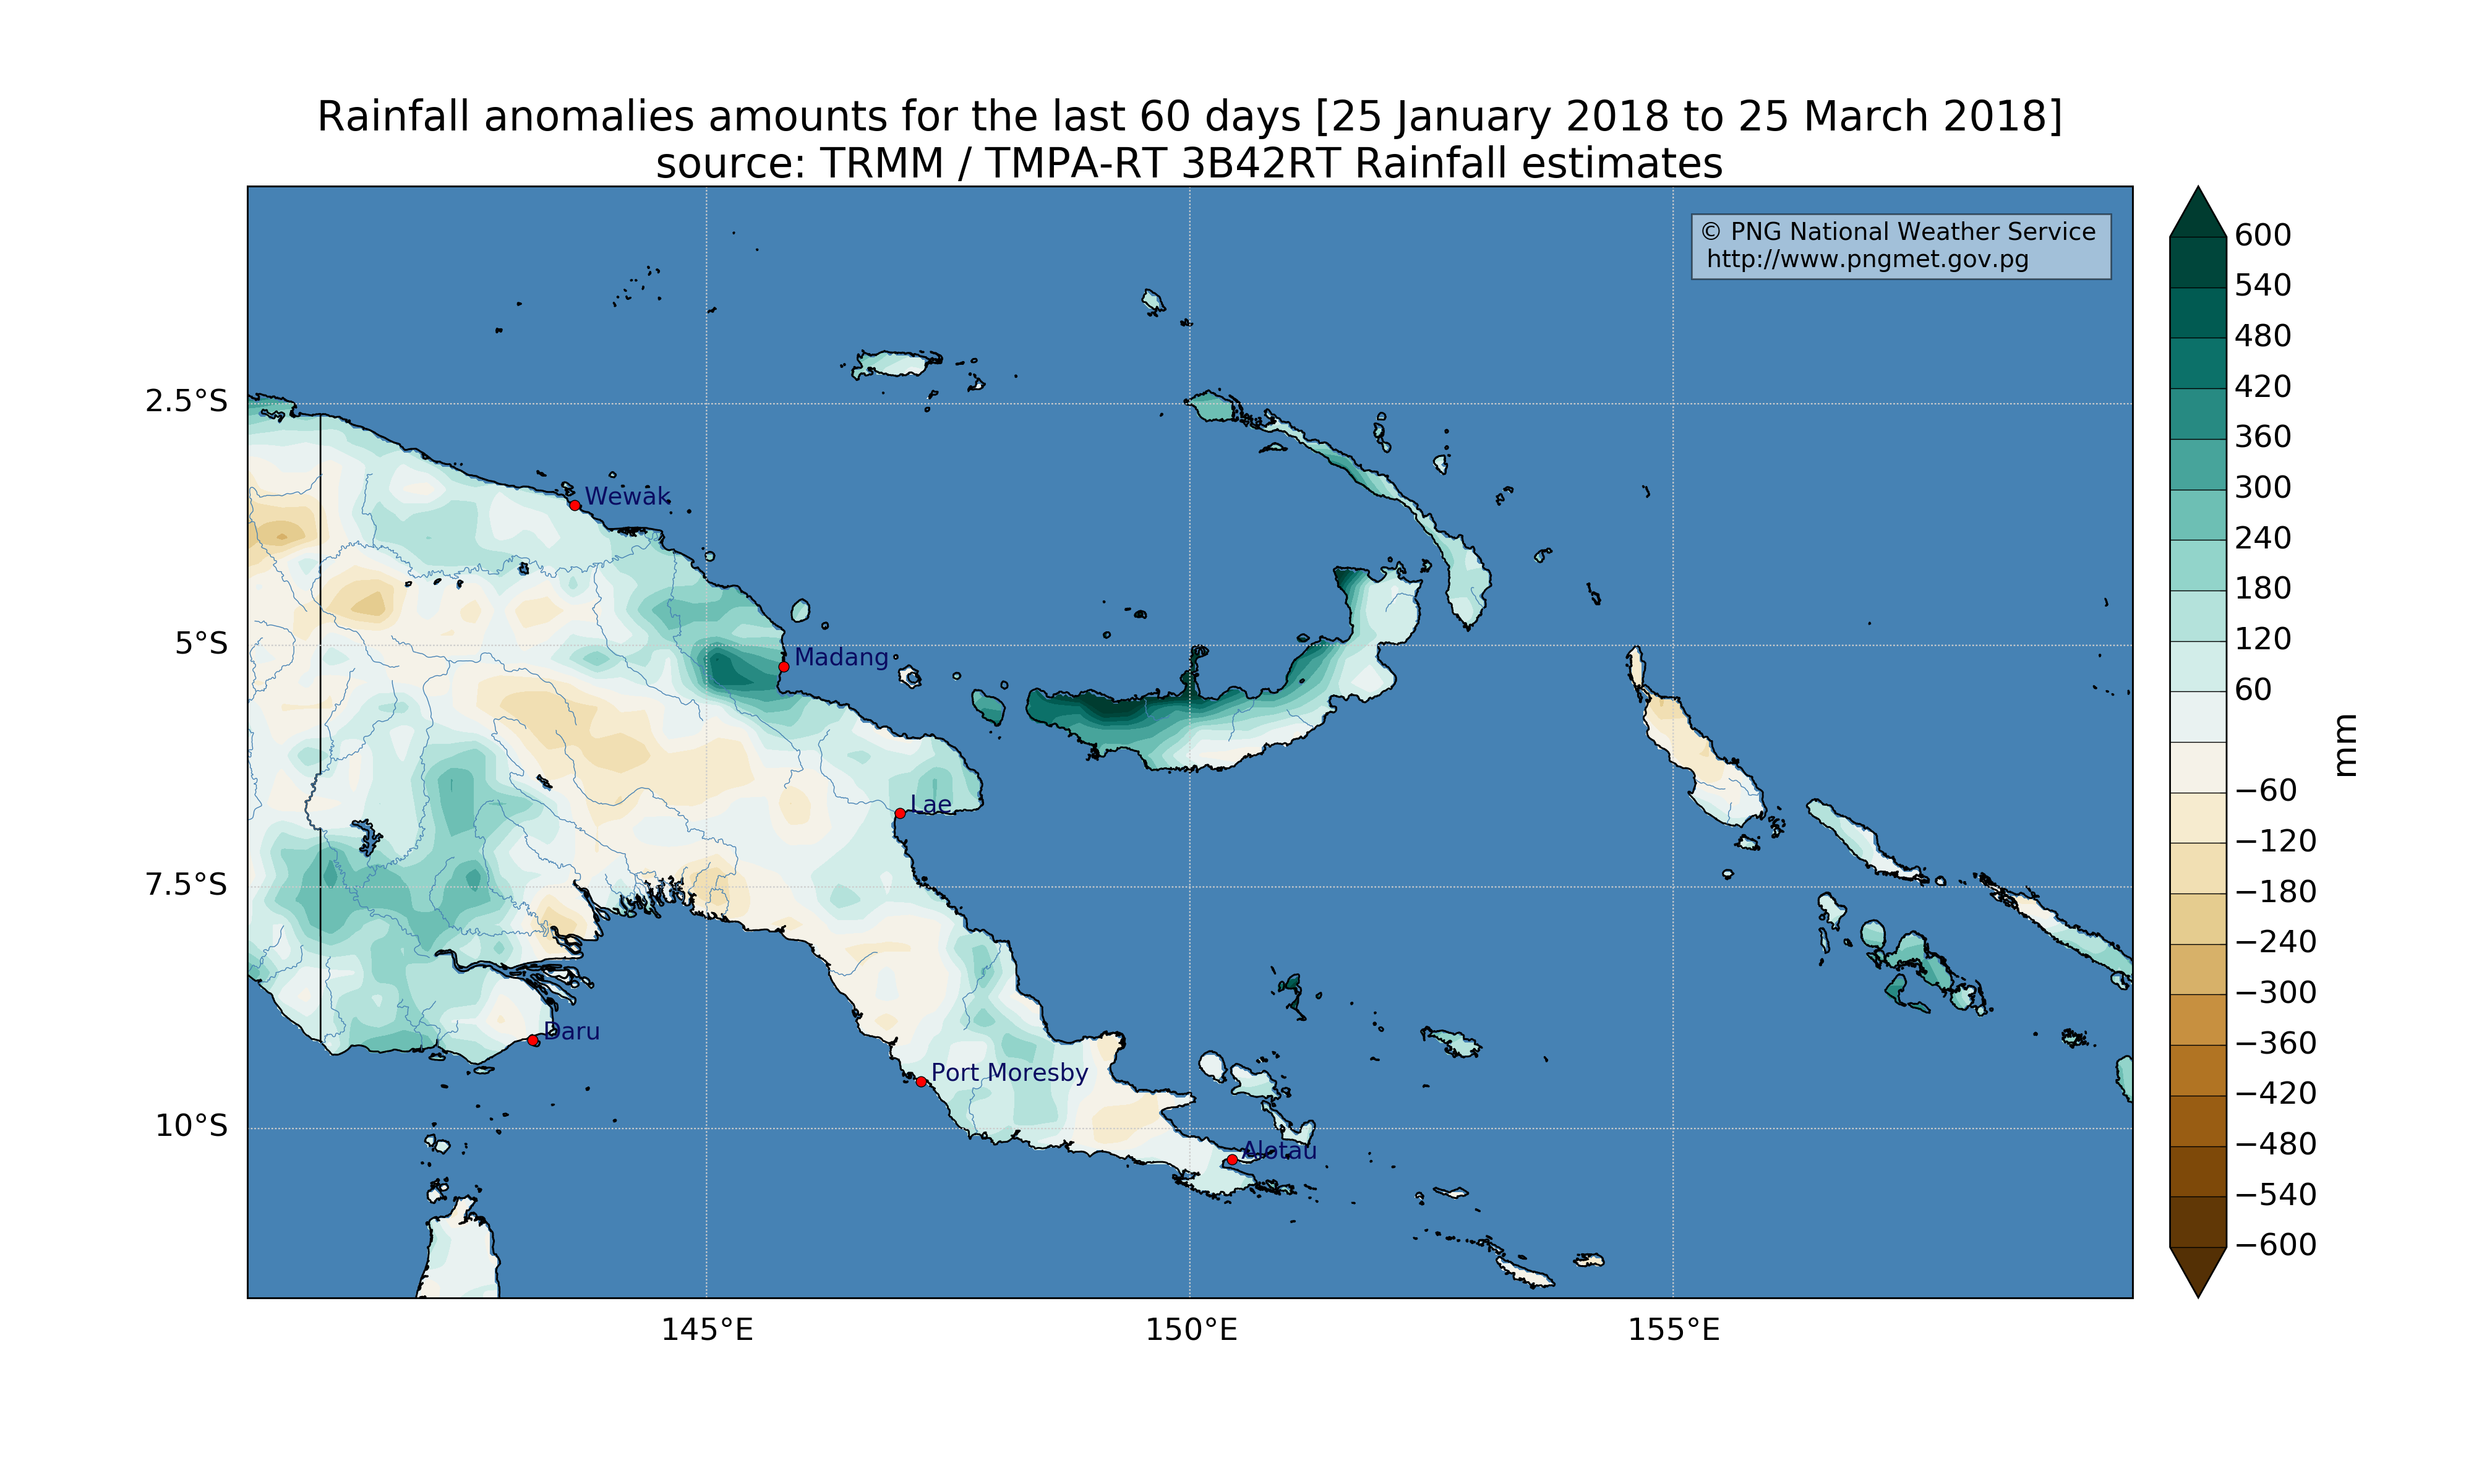 Rainfall anomalies amounts for the last 60 days [25 January 2018 to 25 March 2018]
source: TRMM / TMPA-RT 3B42RT Rainfall estimates
© PNG National Weather Service
http://www.pngmet.gov.pg
2.5°S
5°S
7.5°S
10°S
Wewak
Madang
Lae
Daru
Port Moresby
Alotau
145°E
150°E
155°E
600
540
480
420
360
300
240
180
120
60
−60
−120
−180
−240
−300
−360
−420
−480
−540
−600
mm